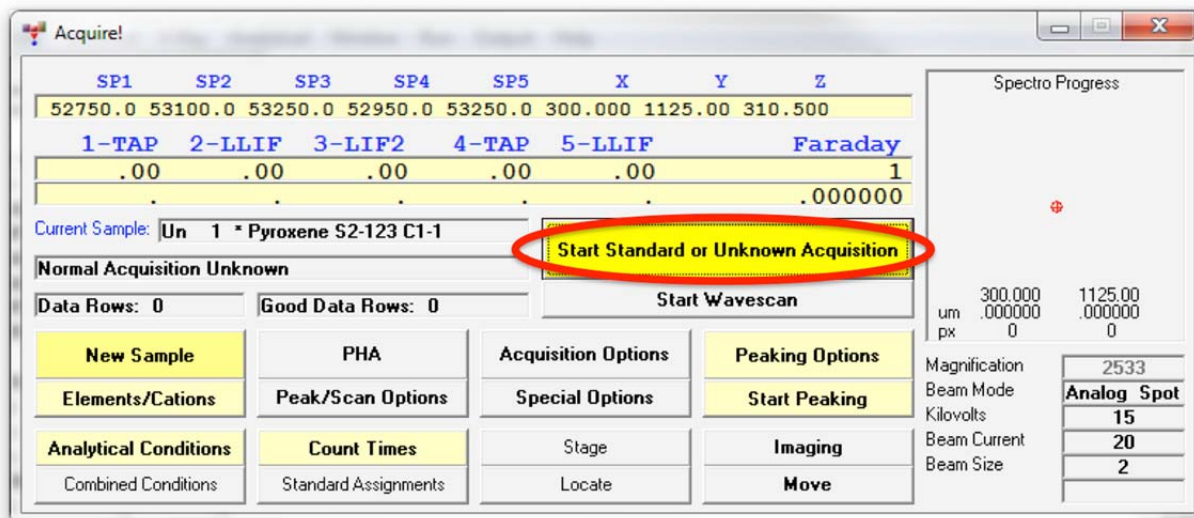 Acquire!
SP1 SP2 SP3 SP4 SP5 X Y Z
52750.0 53100.0 53250.0 52950.0 53250.0 300.000 1125.00 310.500
1-TAP 2-LLIF 3-LIF2 4-TAP 5-LLIF Faraday
.00 .00 .00 .00 .00 1
. . . . . .000000
Current Sample: Un 1 * Pyroxene S2-123 C1-1
Normal Acquisition Unknown
Data Rows: 0 Good Data Rows: 0
Start Standard or Unknown Acquisition
Start Wavescan
New Sample PHA Acquisition Options Peaking Options
Elements/Cations Peak/Scan Options Special Options Start Peaking
Analytical Conditions Count Times Stage Imaging
Combined Conditions Standard Assignments Locate Move
Spectro Progress
300.000 1125.00
um .000000 .000000
px 0 0
Magnification 2533
Beam Mode Analog Spot
Kilovolts 15
Beam Current 20
Beam Size 2